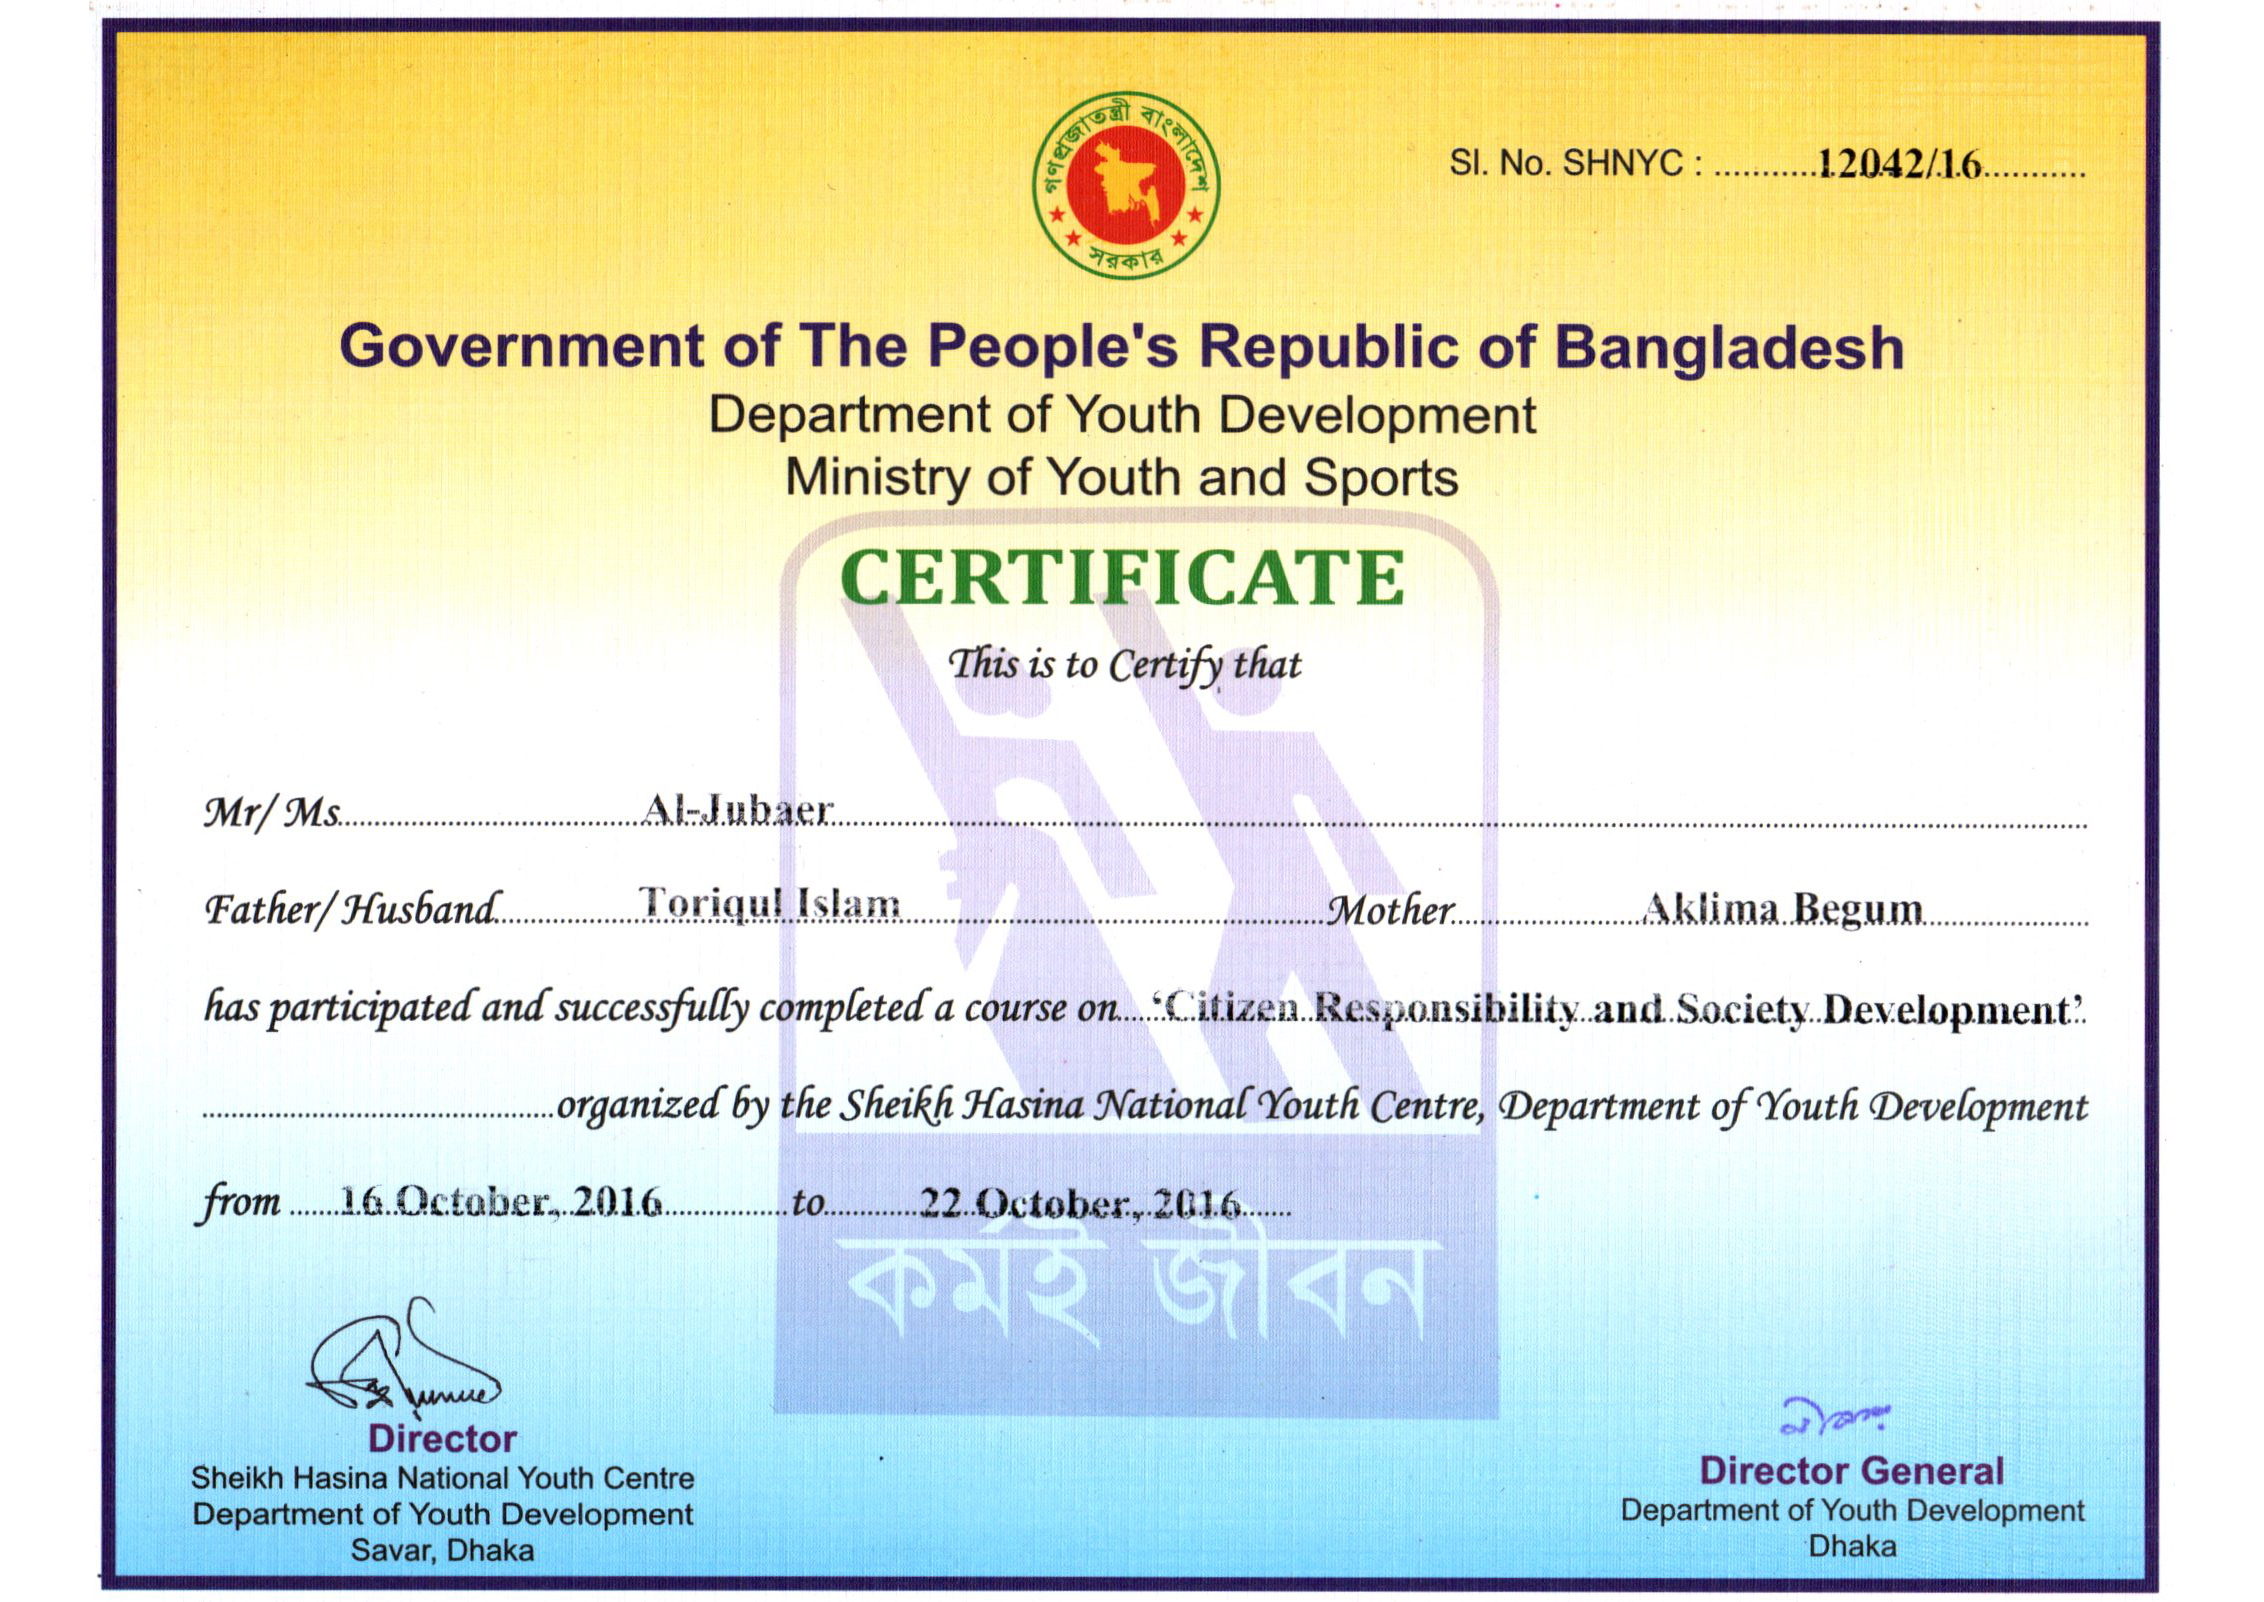 গণপ্রজাতন্ত্রী বাংলাদেশ
সরকার
Sl. No. SHNYC : ...........12042/16...........
Government of The People's Republic of Bangladesh
Department of Youth Development
Ministry of Youth and Sports
CERTIFICATE
This is to Certify that
Mr/ Ms. Al-Jubaer
Father/ Husband Toriqul Islam Mother Aklima Begum
has participated and successfully completed a course on ‘Citizen Responsibility and Society Development’
organized by the Sheikh Hasina National Youth Centre, Department of Youth Development
from 16 October, 2016 to 22 October, 2016
কর্মই জীবন
Director
Sheikh Hasina National Youth Centre
Department of Youth Development
Savar, Dhaka
Director General
Department of Youth Development
Dhaka